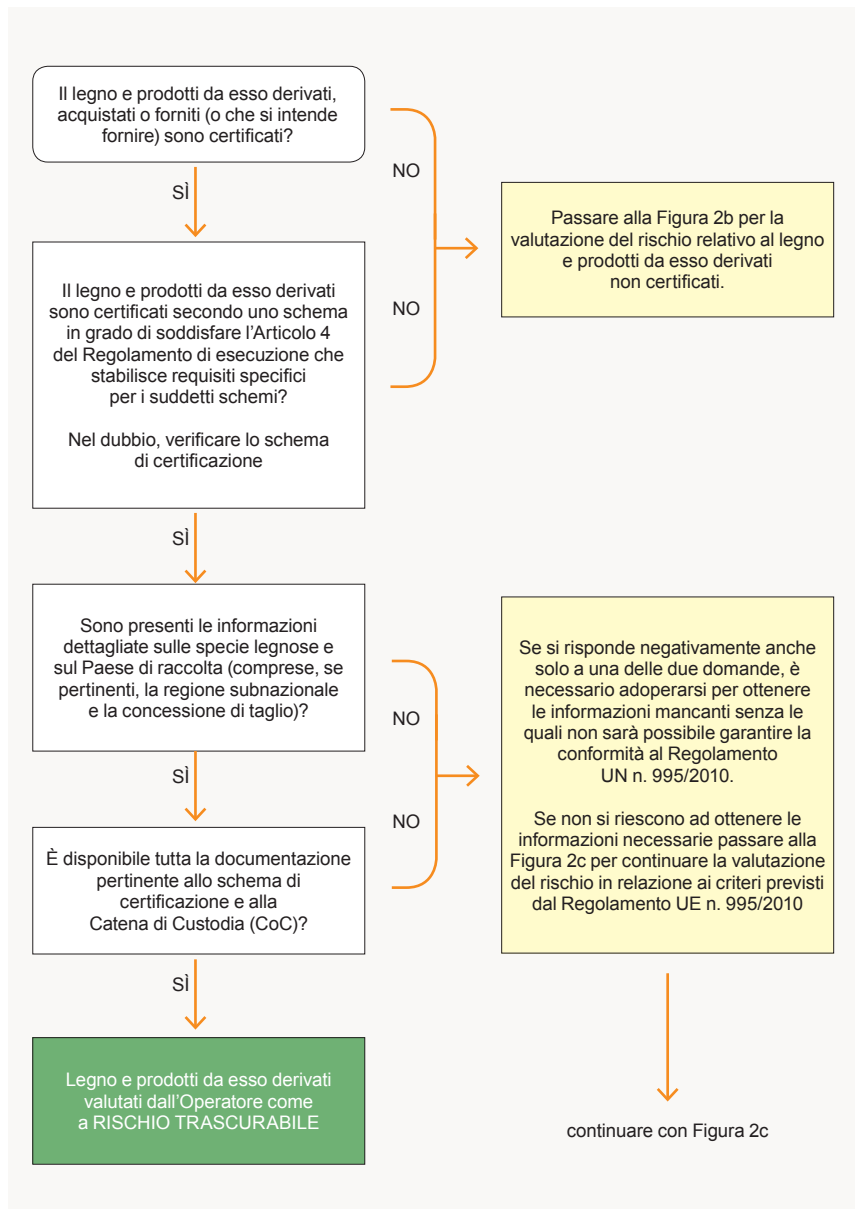 Il legno e prodotti da esso derivati,
acquistati o forniti (o che si intende
fornire) sono certificati?
NO
SÌ
Passare alla Figura 2b per la
valutazione del rischio relativo al legno
e prodotti da esso derivati
non certificati.
Il legno e prodotti da esso derivati
sono certificati secondo uno schema
in grado di soddisfare l’Articolo 4
del Regolamento di esecuzione che
stabilisce requisiti specifici
per i suddetti schemi?
Nel dubbio, verificare lo schema
di certificazione
NO
SÌ
Sono presenti le informazioni
dettagliate sulle specie legnose e
sul Paese di raccolta (comprese, se
pertinenti, la regione subnazionale
e la concessione di taglio)?
NO
SÌ
Se si risponde negativamente anche
solo a una delle due domande, è
necessario adoperarsi per ottenere
le informazioni mancanti senza le
quali non sarà possibile garantire la
conformità al Regolamento
UN n. 995/2010.
Se non si riescono ad ottenere le
informazioni necessarie passare alla
Figura 2c per continuare la valutazione
del rischio in relazione ai criteri previsti
dal Regolamento UE n. 995/2010
NO
È disponibile tutta la documentazione
pertinente allo schema di
certificazione e alla
Catena di Custodia (CoC)?
SÌ
Legno e prodotti da esso derivati
valutati dall’Operatore come
a RISCHIO TRASCURABILE
continuare con Figura 2c